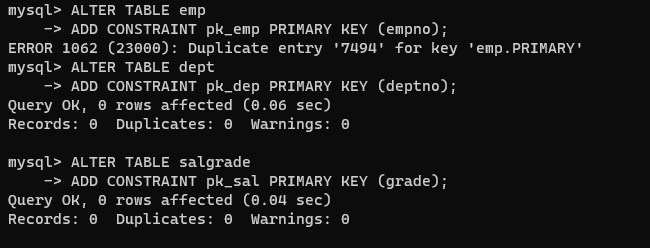 mysql> ALTER TABLE emp
    -> ADD CONSTRAINT pk_emp PRIMARY KEY (empno);
ERROR 1062 (23000): Duplicate entry '7494' for key 'emp.PRIMARY'
mysql> ALTER TABLE dept
    -> ADD CONSTRAINT pk_dep PRIMARY KEY (deptno);
Query OK, 0 rows affected (0.06 sec)
Records: 0  Duplicates: 0  Warnings: 0

mysql> ALTER TABLE salgrade
    -> ADD CONSTRAINT pk_sal PRIMARY KEY (grade);
Query OK, 0 rows affected (0.04 sec)
Records: 0  Duplicates: 0  Warnings: 0